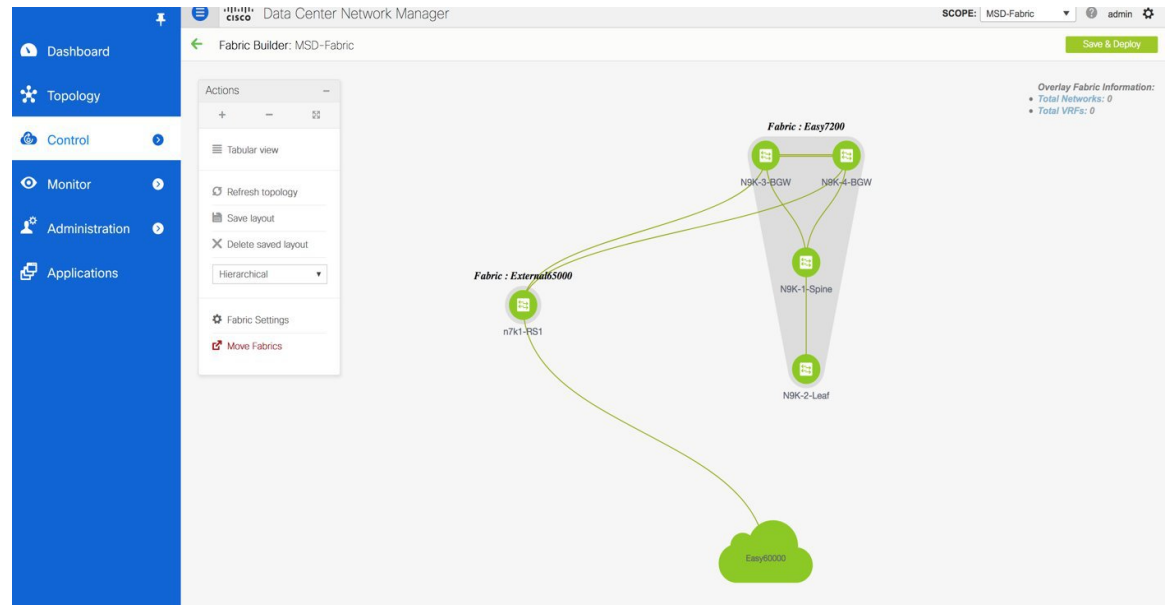 CISCO Data Center Network Manager
SCOPE: MSD-Fabric admin
Fabric Builder: MSD-Fabric
Save & Deploy
Dashboard
Topology
Control
Monitor
Administration
Applications
Actions
+ −
Tabular view
Refresh topology
Save layout
Delete saved layout
Hierarchical
Fabric Settings
Move Fabrics
Overlay Fabric Information:
Total Networks: 0
Total VRFs: 0
Fabric : Easy7200
N9K-3-BGW
N9K-4-BGW
N9K-1-Spine
N9K-2-Leaf
Fabric : External65000
n7k1-RS1
Easy60000